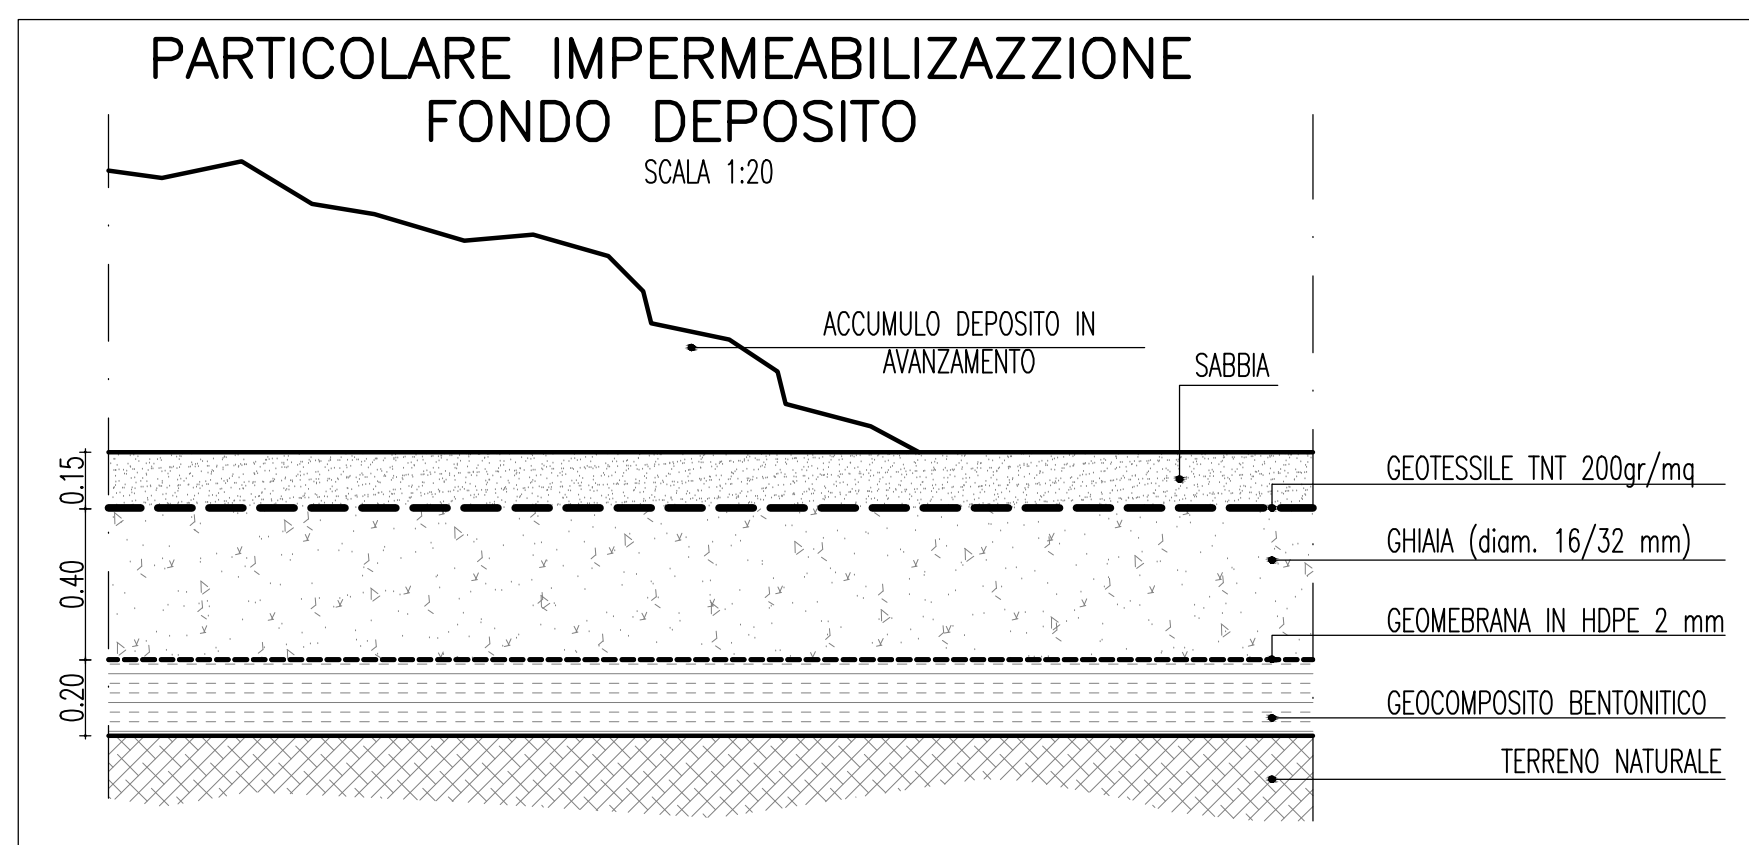 PARTICOLARE IMPERMEABILIZAZZIONE
FONDO DEPOSITO
SCALA 1:20
ACCUMULO DEPOSITO IN
AVANZAMENTO
SABBIA
0.15
GEOTESSILE TNT 200gr/mq
GHIAIA (diam. 16/32 mm)
0.40
GEOMEBRANA IN HDPE 2 mm
0.20
GEOCOMPOSITO BENTONITICO
TERRENO NATURALE